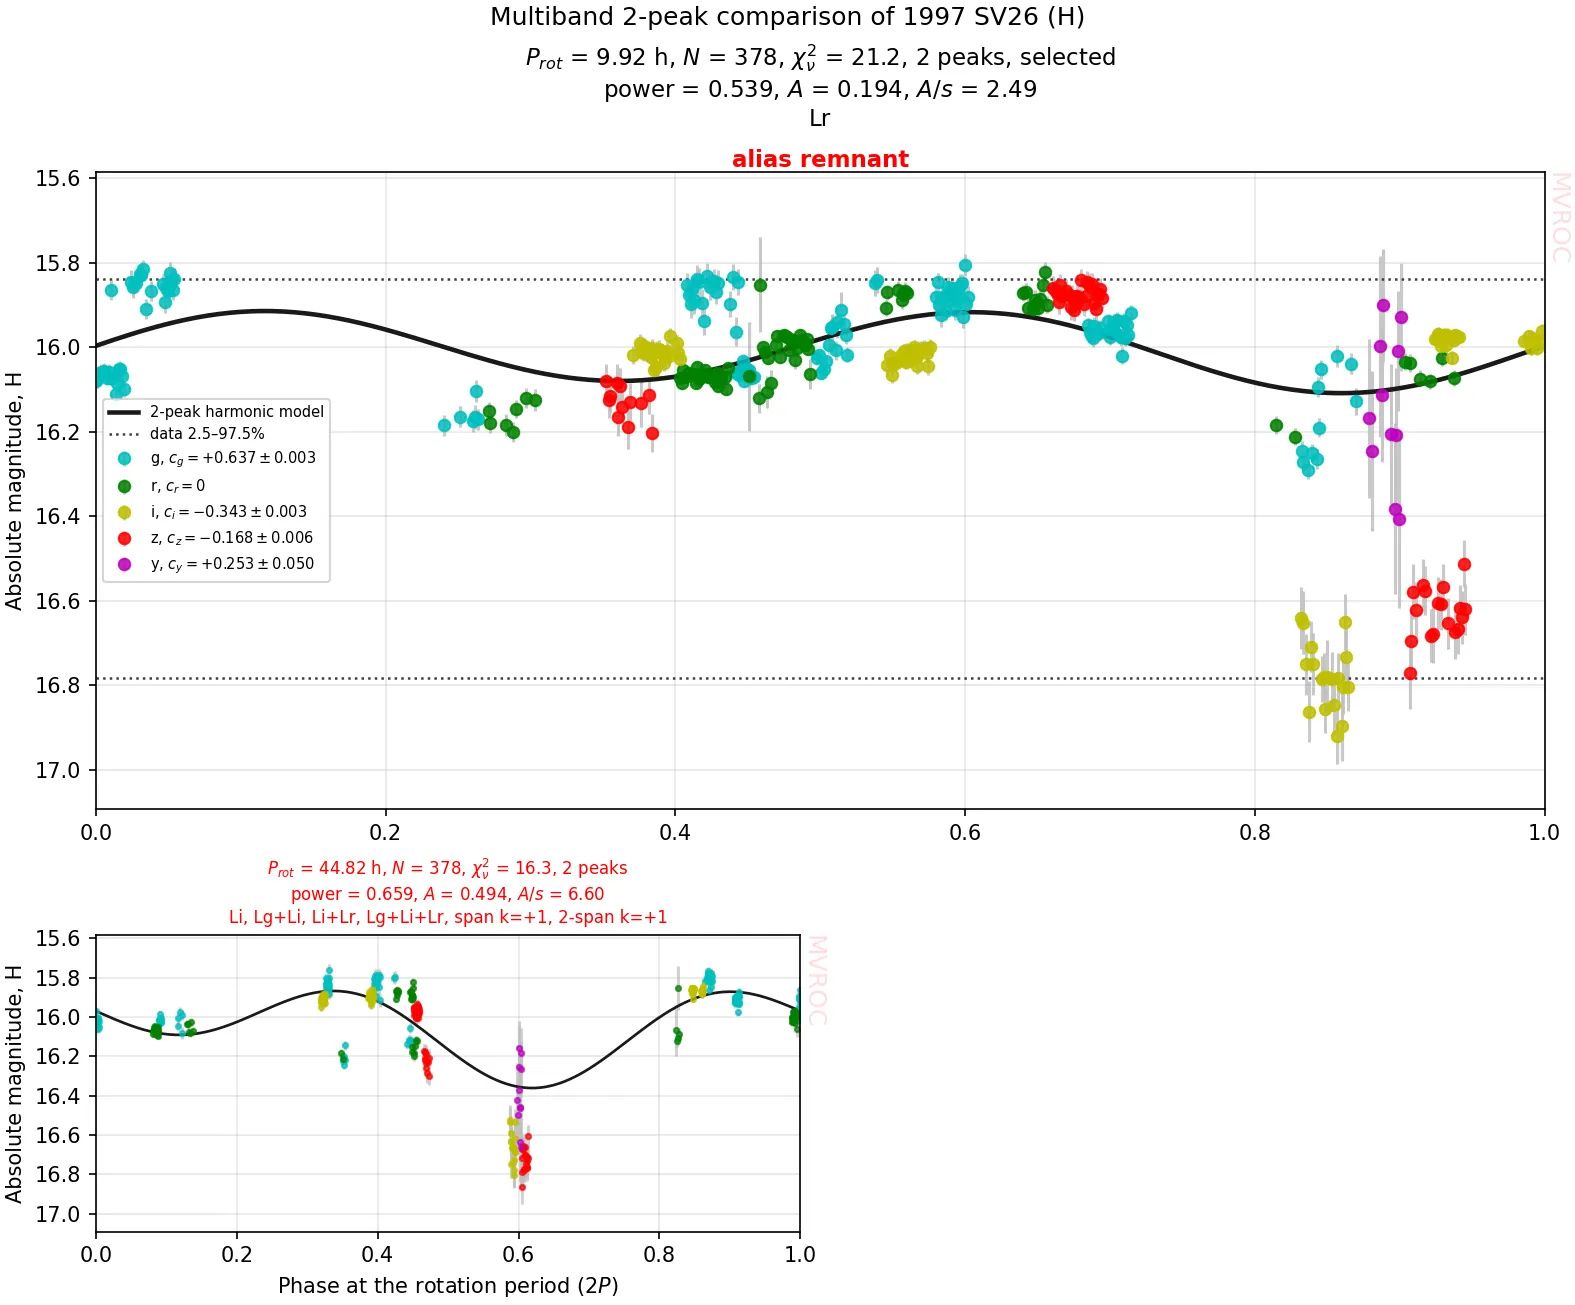 Multiband 2-peak comparison of 1997 SV26 (H)
P_rot = 9.92 h, N = 378, χ²_ν = 21.2, 2 peaks, selected
power = 0.539, A = 0.194, A/s = 2.49
Lr
alias remnant
MVROC
Absolute magnitude, H
15.6
15.8
16.0
16.2
16.4
16.6
16.8
17.0
2-peak harmonic model
data 2.5–97.5%
g, c_g = +0.637 ± 0.003
r, c_r = 0
i, c_i = −0.343 ± 0.003
z, c_z = −0.168 ± 0.006
y, c_y = +0.253 ± 0.050
0.0 0.2 0.4 0.6 0.8 1.0
P_rot = 44.82 h, N = 378, χ²_ν = 16.3, 2 peaks
power = 0.659, A = 0.494, A/s = 6.60
Li, Lg+Li, Li+Lr, Lg+Li+Lr, span k=+1, 2-span k=+1
MVROC
Absolute magnitude, H
15.6
15.8
16.0
16.2
16.4
16.6
16.8
17.0
0.0 0.2 0.4 0.6 0.8 1.0
Phase at the rotation period (2P)